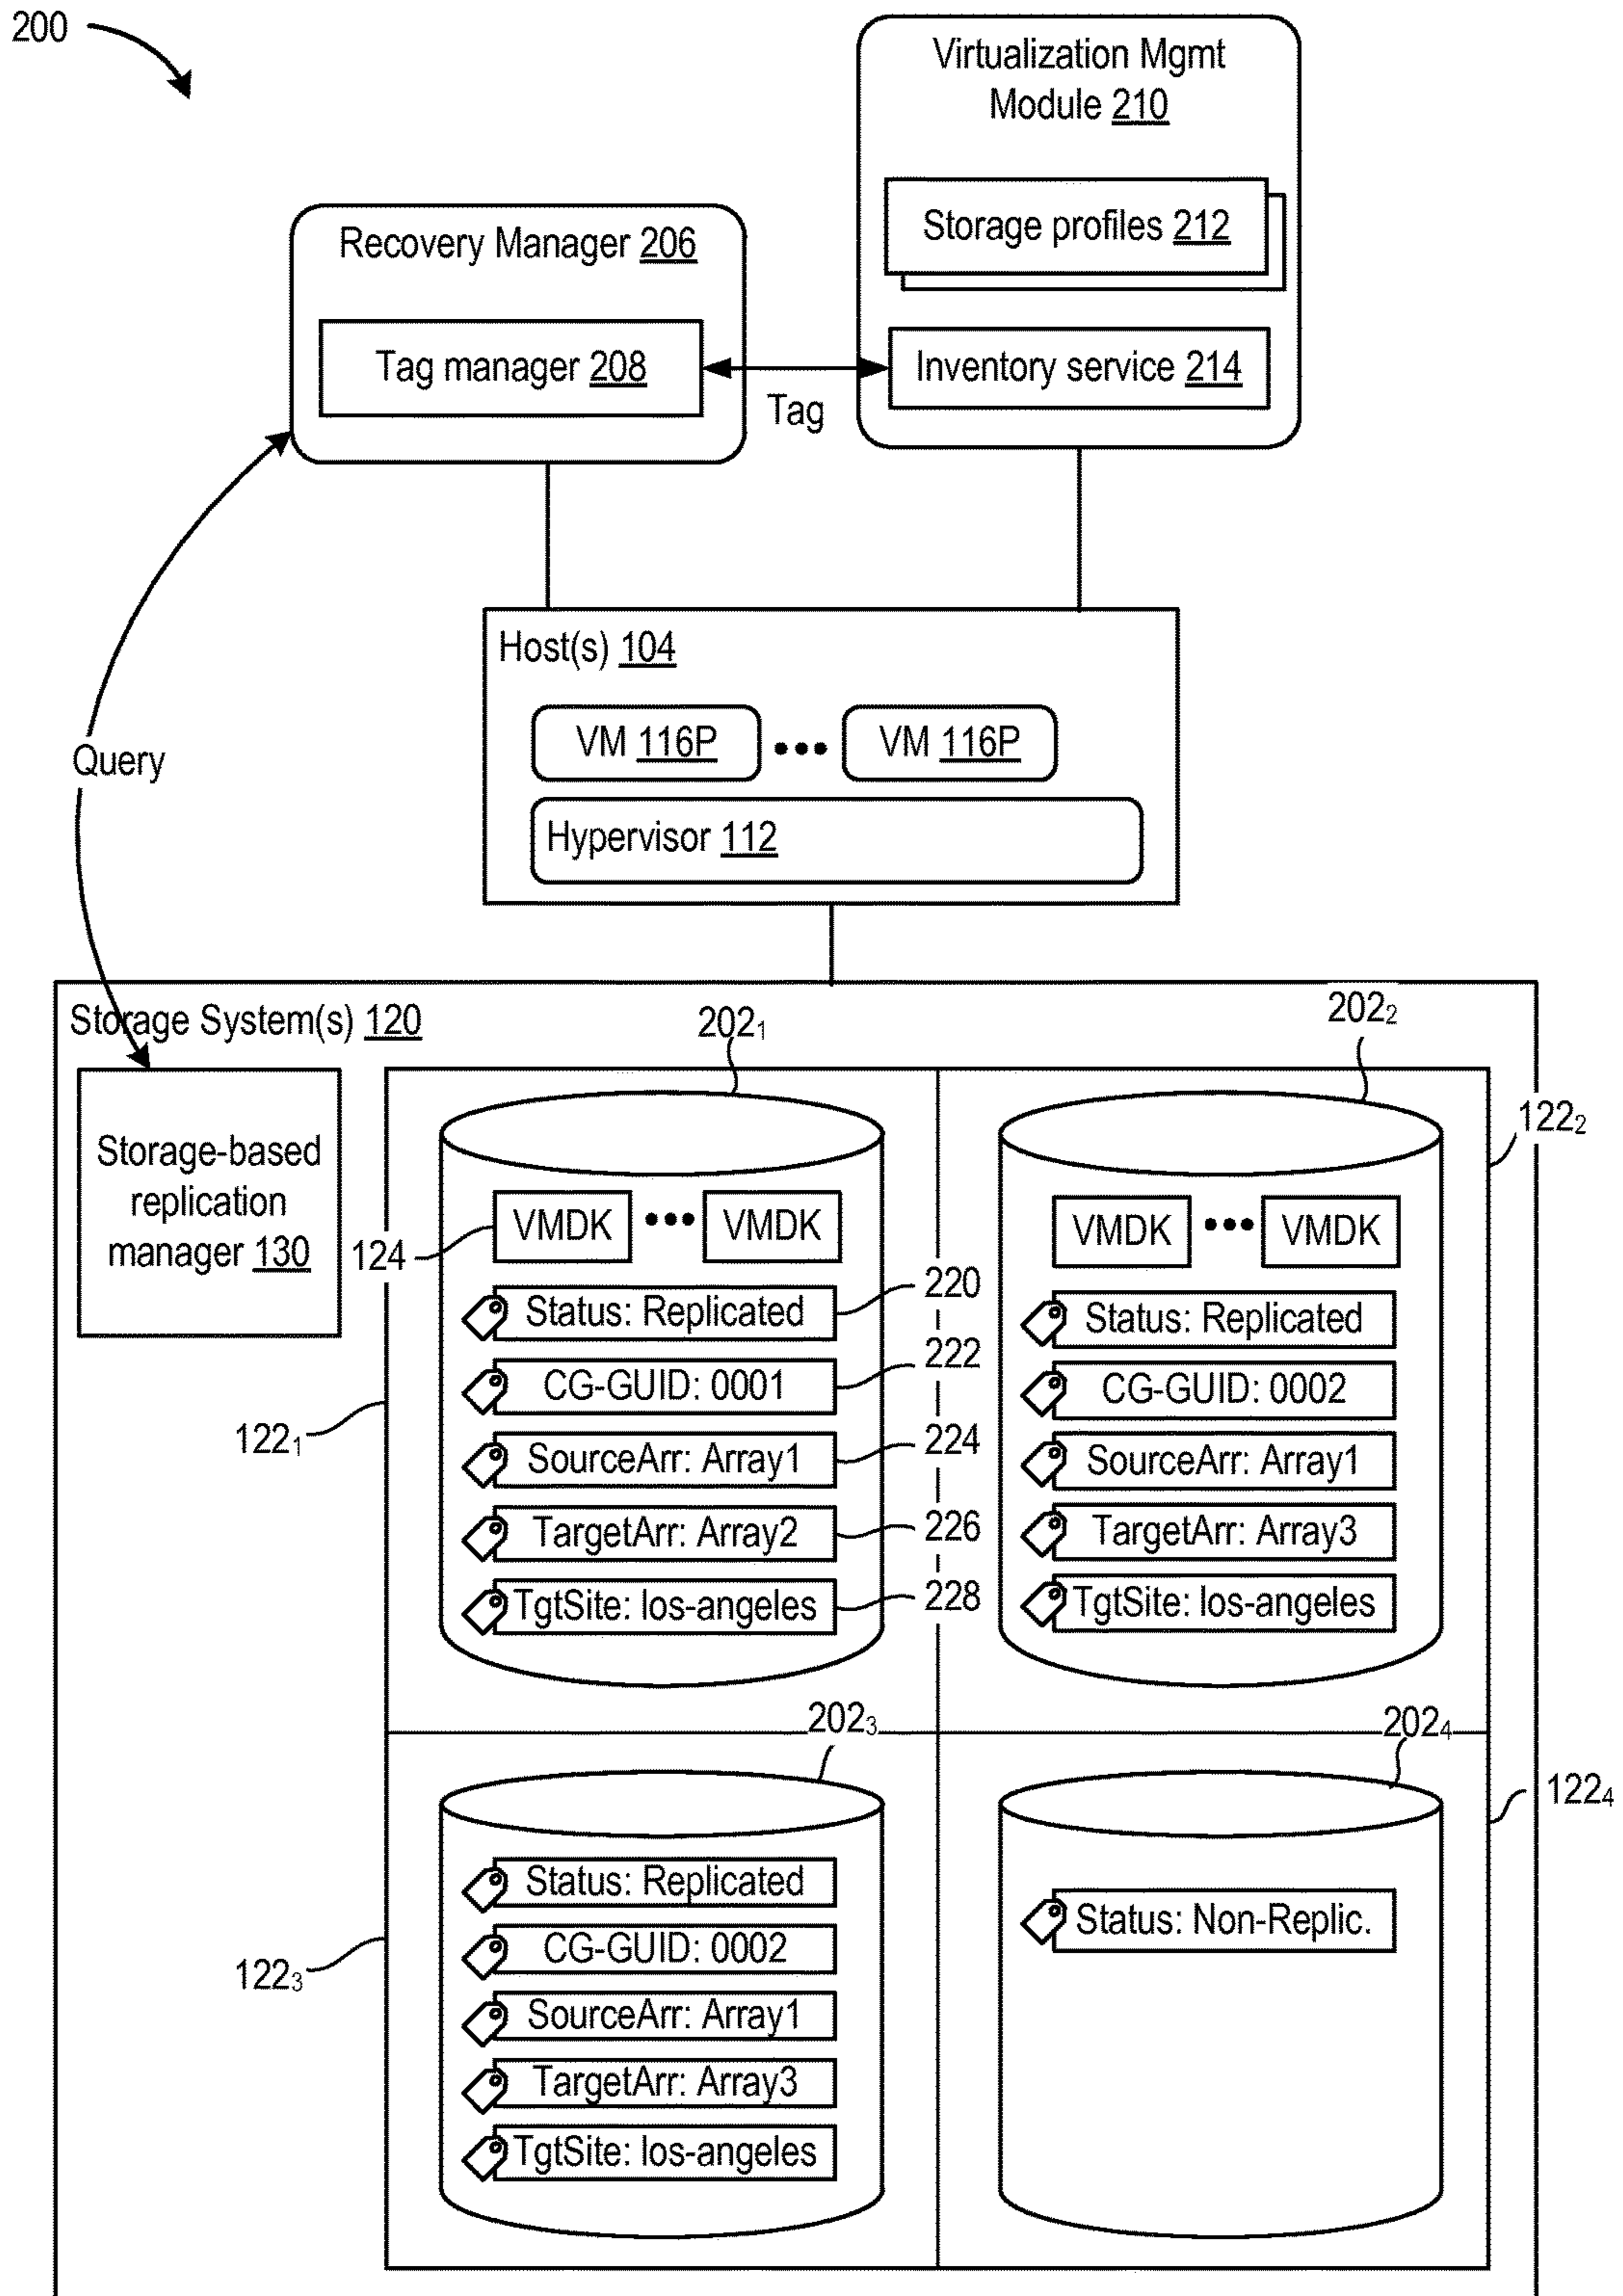 200
Virtualization Mgmt
Module 210
Storage profiles 212
Inventory service 214
Recovery Manager 206
Tag manager 208
Tag
Query
Host(s) 104
VM 116P ••• VM 116P
Hypervisor 112
Storage System(s) 120
Storage-based
replication
manager 130
202₁
202₂
122₁
122₂
124
VMDK ••• VMDK
Status: Replicated
220
CG-GUID: 0001
222
SourceArr: Array1
224
TargetArr: Array2
226
TgtSite: los-angeles
228
VMDK ••• VMDK
Status: Replicated
CG-GUID: 0002
SourceArr: Array1
TargetArr: Array3
TgtSite: los-angeles
202₃
202₄
122₃
122₄
Status: Replicated
CG-GUID: 0002
SourceArr: Array1
TargetArr: Array3
TgtSite: los-angeles
Status: Non-Replic.